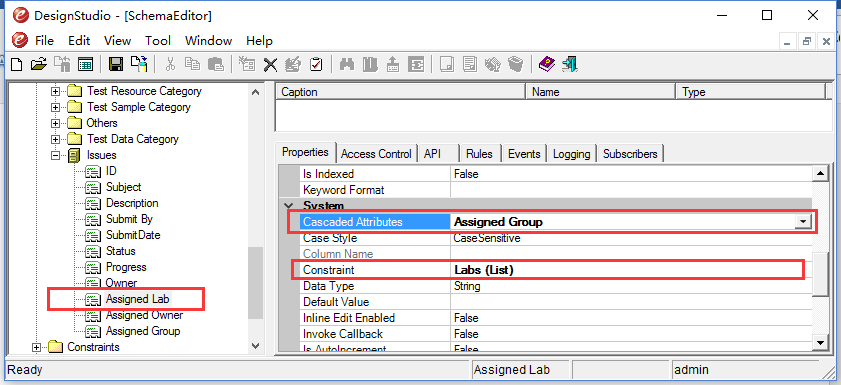 DesignStudio - [SchemaEditor]
File Edit View Tool Window Help
Test Resource Category
Test Sample Category
Others
Test Data Category
Issues
ID
Subject
Description
Submit By
SubmitDate
Status
Progress
Owner
Assigned Lab
Assigned Owner
Assigned Group
Constraints
Caption Name Type
Properties Access Control API Rules Events Logging Subscribers
Is Indexed False
Keyword Format
System
Cascaded Attributes Assigned Group
Case Style CaseSensitive
Column Name
Constraint Labs (List)
Data Type String
Default Value
Inline Edit Enabled False
Invoke Callback False
Is AutoIncrement False
Ready Assigned Lab admin